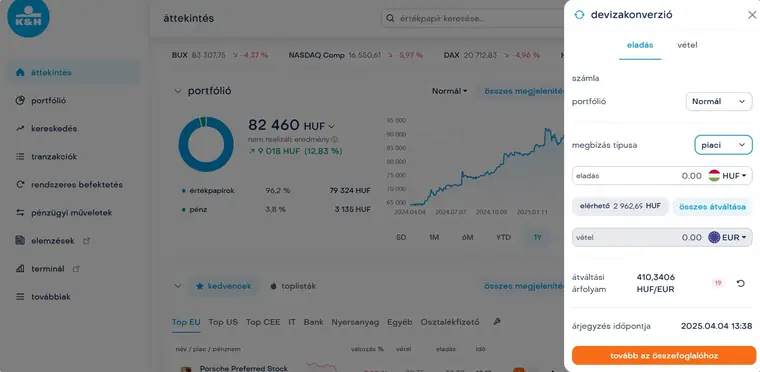 K&H
áttekintés
portfólió
kereskedés
tranzakciók
rendszeres befektetés
pénzügyi műveletek
elemzések
terminál
továbbiak
áttekintés
értékpapír keresése...
BUX 83 307,75 -4,37 % NASDAQ Comp 16 550,61 -5,97 % DAX 20 712,83 -4,96 %
portfólió Normál összes megjelenít
82 460 HUF
nem realizált eredmény
9 018 HUF (12,83 %)
értékpapírok 96,2 % 79 324 HUF
pénz 3,8 % 3 135 HUF
95 000
90 000
85 000
80 000
75 000
70 000
65 000
2024.04.04 2024.07.07 2024.10.10 2025.01.11
5D 1M 6M YTD 1Y
kedvencek toplisták összes megjelenít
Top EU Top US Top CEE IT Bank Nyersanyag Egyéb Osztalékfizető
név / piac / pénznem változás % vétel eladás idő
Porsche Preferred Stock
devizakonverzió
eladás vétel
számla
portfólió Normál
megbízás típusa piaci
eladás 0.00 HUF
elérhető 2 962,69 HUF összes átváltása
vétel 0.00 EUR
átváltási árfolyam 410,3406 HUF/EUR 19
árjegyzés időpontja 2025.04.04 13:38
tovább az összefoglalóhoz